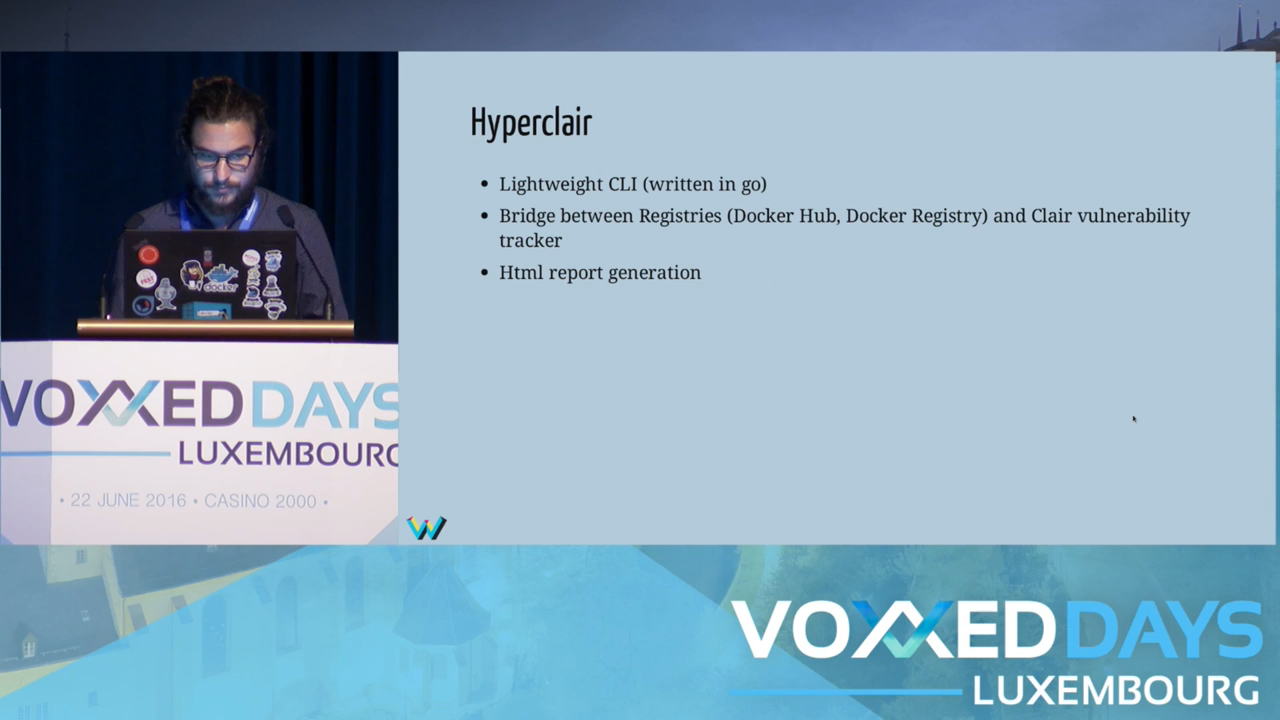 Hyperclair
• Lightweight CLI (written in go)
• Bridge between Registries (Docker Hub, Docker Registry) and Clair vulnerability
tracker
• Html report generation
docker
VOXXED DAYS
LUXEMBOURG
• 22 JUNE 2016 • CASINO 2000 •
W
VOXXED DAYS
LUXEMBOURG